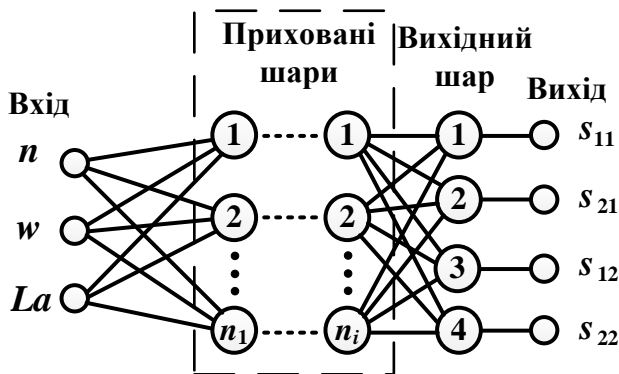 Приховані
шари
Вихідний
шар
Вхід
Вихід
n
w
La
1
2
n1
1
2
ni
1
2
3
4
s11
s21
s12
s22